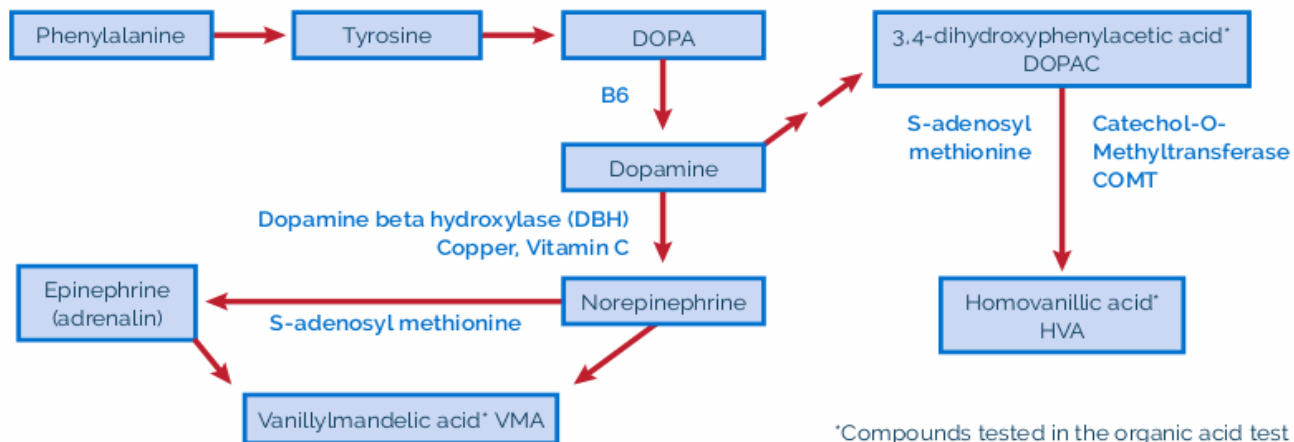 Phenylalanine
Tyrosine
DOPA
3,4-dihydroxyphenylacetic acid*
DOPAC
B6
S-adenosyl
methionine
Catechol-O-
Methyltransferase
COMT
Dopamine
Dopamine beta hydroxylase (DBH)
Copper, Vitamin C
Epinephrine
(adrenalin)
S-adenosyl methionine
Norepinephrine
Homovanillic acid*
HVA
Vanillylmandelic acid* VMA
*Compounds tested in the organic acid test